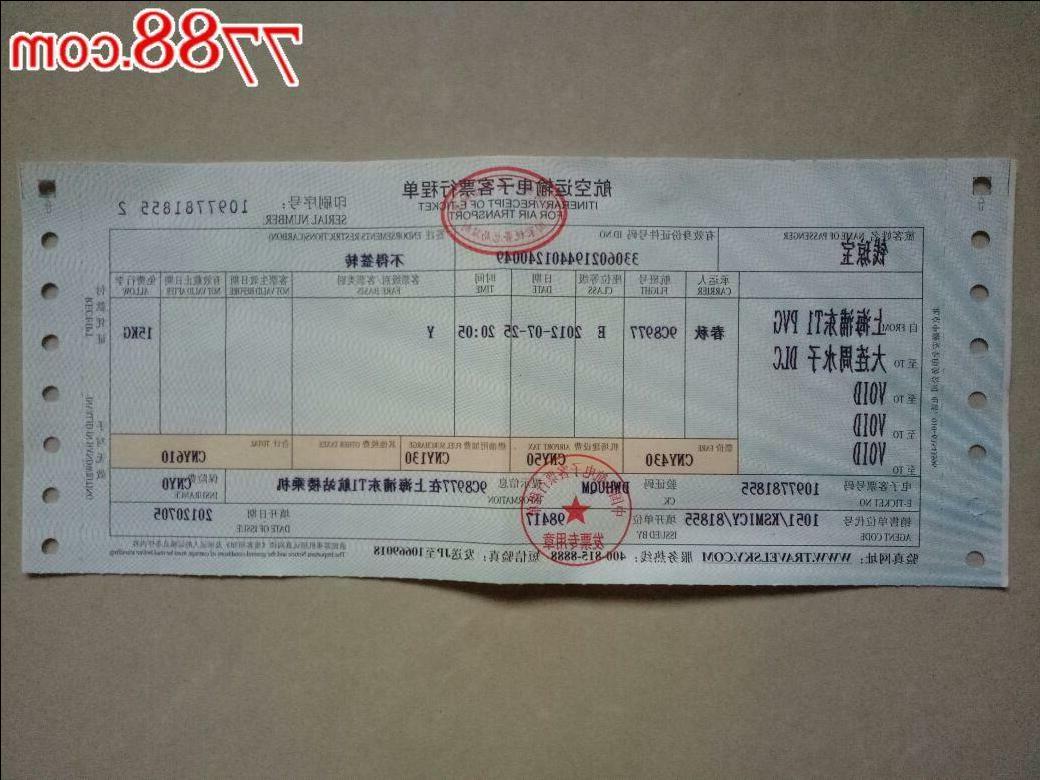 7788.com
航空运输电子客票行程单
ITINERARY/RECEIPT OF E-TICKET
FOR AIR TRANSPORT
印刷序号：
SERIAL NUMBER:
1097781855 2
旅客姓名 NAME OF PASSENGER
有效身份证件号码 ID.NO
签注 ENDORSEMENTS/RESTRICTIONS(CARBON)
钱琼宝
330602194401240049
不得签转
承运人 CARRIER
航班号 FLIGHT
座位等级 CLASS
日期 DATE
时间 TIME
客票级别/客票类别 FARE BASIS
客票生效日期 NOT VALID BEFORE
有效截止日期 NOT VALID AFTER
免费行李 ALLOW
自 FROM 上海浦东T1 PVG
春秋 9C8977 E 2012-07-25 20:05 Y 15KG
至 TO 大连周水子 DLC
至 TO VOID
至 TO VOID
至 TO VOID
票价 FARE
机场建设费 AIRPORT TAX
燃油附加费 FUEL SURCHARGE
其他税费 OTHER TAXES
合计 TOTAL
CNY430 CNY50 CNY130 CNY610
电子客票号码 E-TICKET NO
1097781855
验证码 CK
DWHUQM
提示信息 INFORMATION
9C8977在上海浦东T1航站楼乘机
保险费 INSURANCE
CNY0
销售单位代号 AGENT CODE
1051/KSMICY/81855
填开单位 ISSUED BY
98417
填开日期 DATE OF ISSUE
20120705
发票专用章
验真网址：WWW.TRAVELSKY.COM 服务热线：400-815-8888 短信验真：发送JP至10669018
付款凭证
RECEIPT
手写无效
INVALID IN HANDWRITING